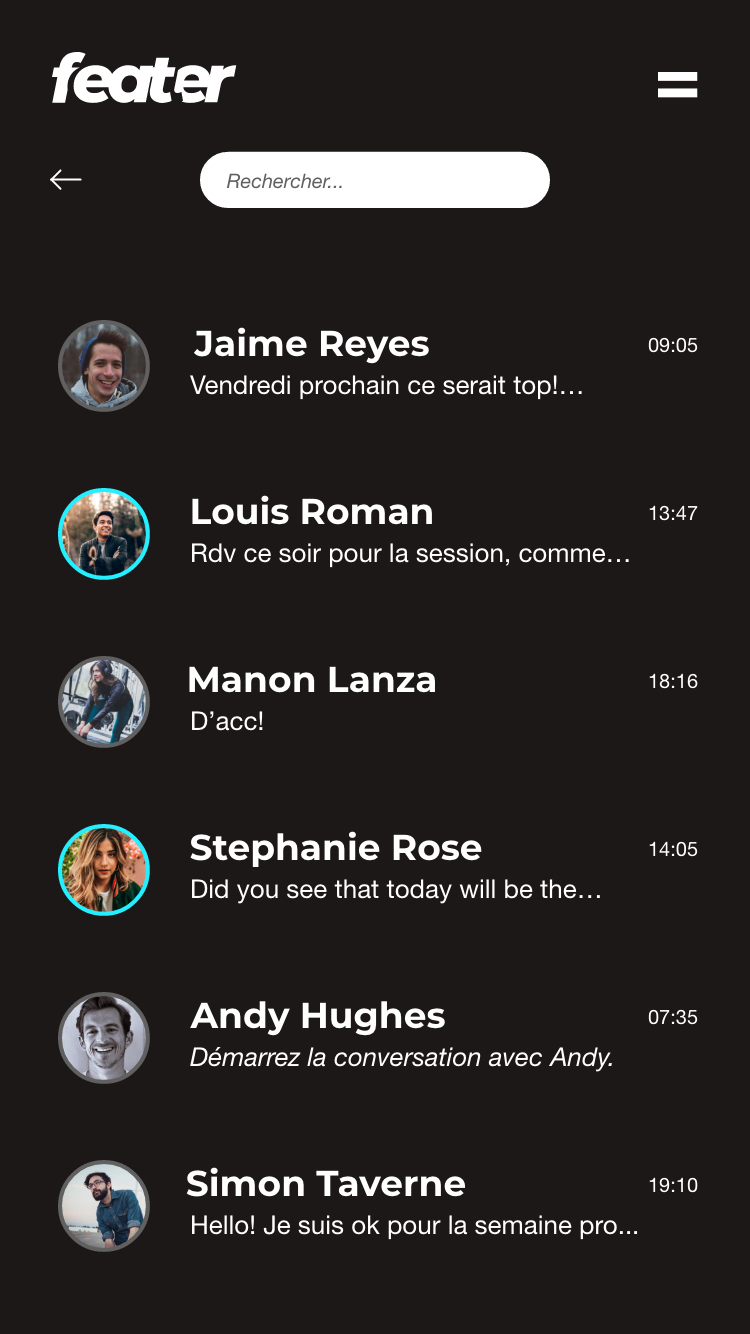 feater
Rechercher...
Jaime Reyes
09:05
Vendredi prochain ce serait top!…
Louis Roman
13:47
Rdv ce soir pour la session, comme…
Manon Lanza
18:16
D’acc!
Stephanie Rose
14:05
Did you see that today will be the…
Andy Hughes
07:35
Démarrez la conversation avec Andy.
Simon Taverne
19:10
Hello! Je suis ok pour la semaine pro...